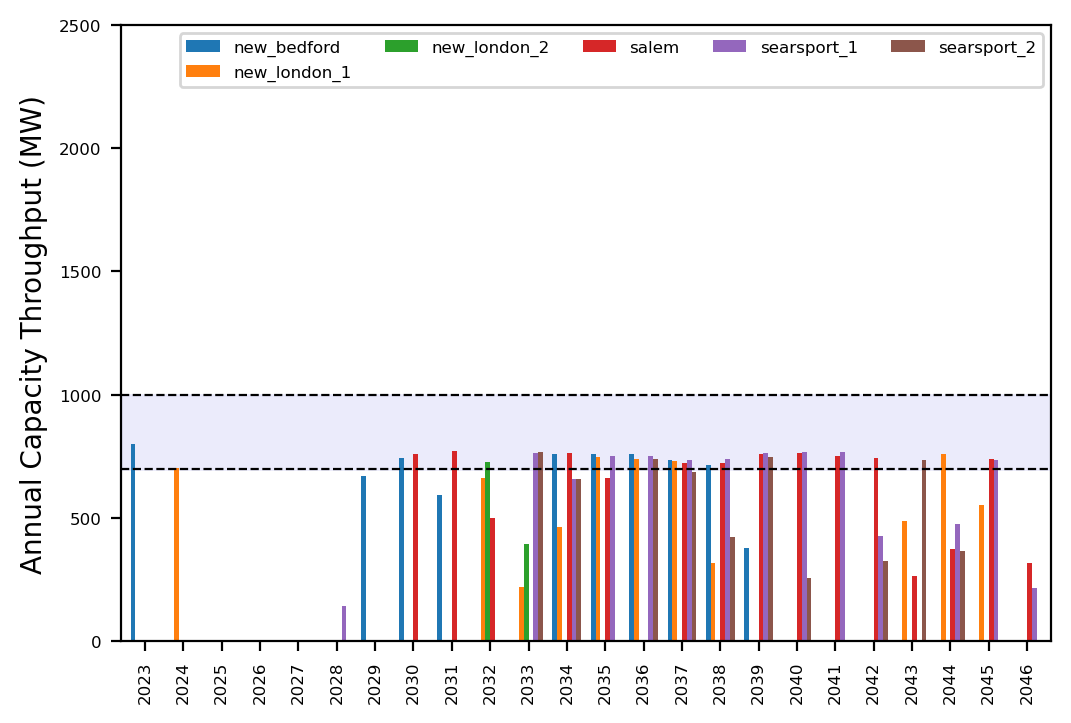 Annual Capacity Throughput (MW)
2500
2000
1500
1000
500
0
new_bedford new_london_2 salem searsport_1 searsport_2
new_london_1
2023 2024 2025 2026 2027 2028 2029 2030 2031 2032 2033 2034 2035 2036 2037 2038 2039 2040 2041 2042 2043 2044 2045 2046